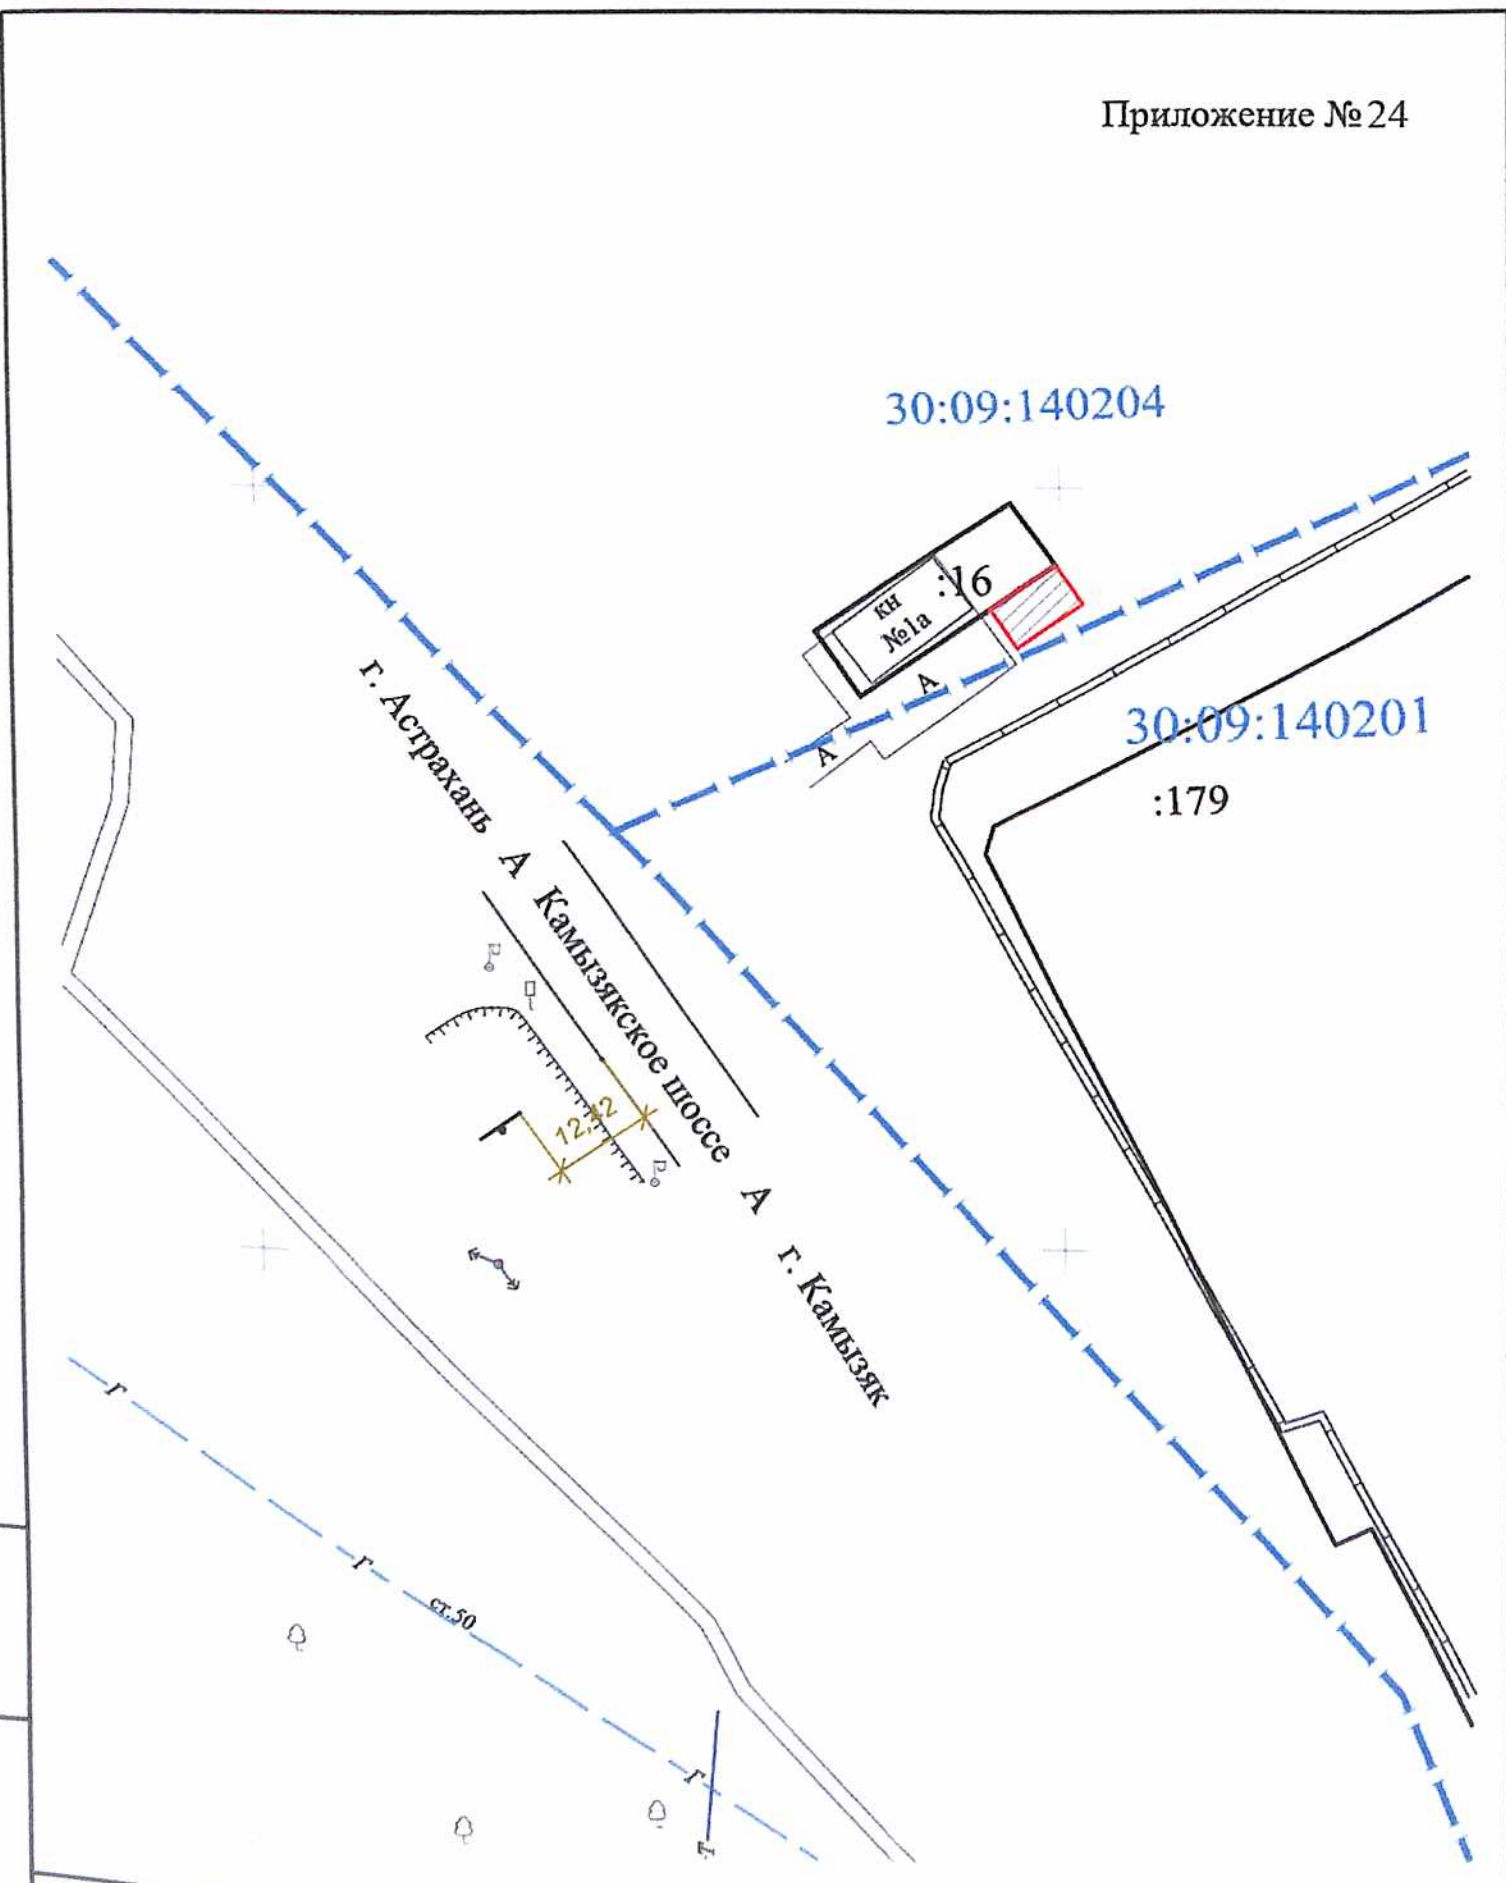 Приложение №24
30:09:140204
:16
КН
№1а
А
А
30:09:140201
:179
г. Астрахань А Камызякское шоссе А г. Камызяк
12,42
Г
Г
ст.50
Г
Т